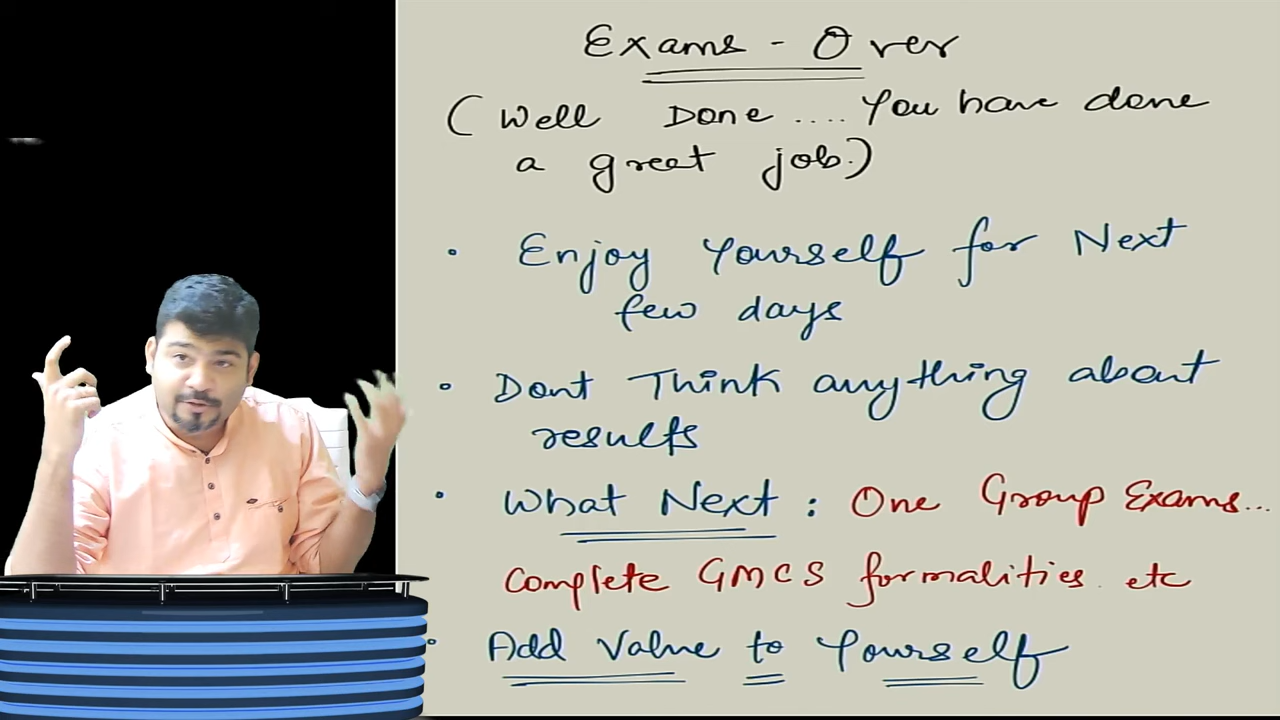 Exams - Over
(Well Done .... You have done
a great job.)
• Enjoy Yourself for Next
few days
• Dont Think anything about
results
• What Next : One Group Exams...
Complete GMCS formalities. etc
• Add Value to Yourself